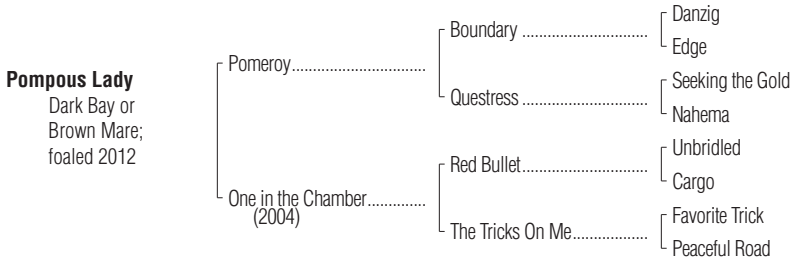 Danzig
Boundary ..............................
Edge
Pomeroy................................
Pompous Lady
Seeking the Gold
Dark Bay or
Questress ..............................
Brown Mare;
Nahema
foaled 2012
Unbridled
Red Bullet..............................
One in the Chamber..............
Cargo
(2004)
Favorite Trick
The Tricks On Me..................
Peaceful Road